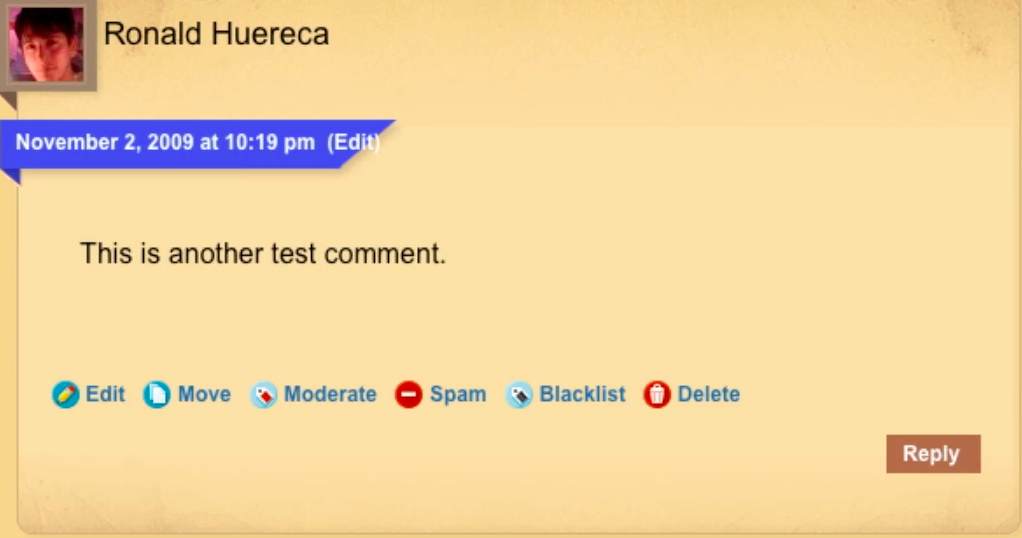 Ronald Huereca
November 2, 2009 at 10:19 pm (Edit)
This is another test comment.
Edit Move Moderate Spam Blacklist Delete
Reply